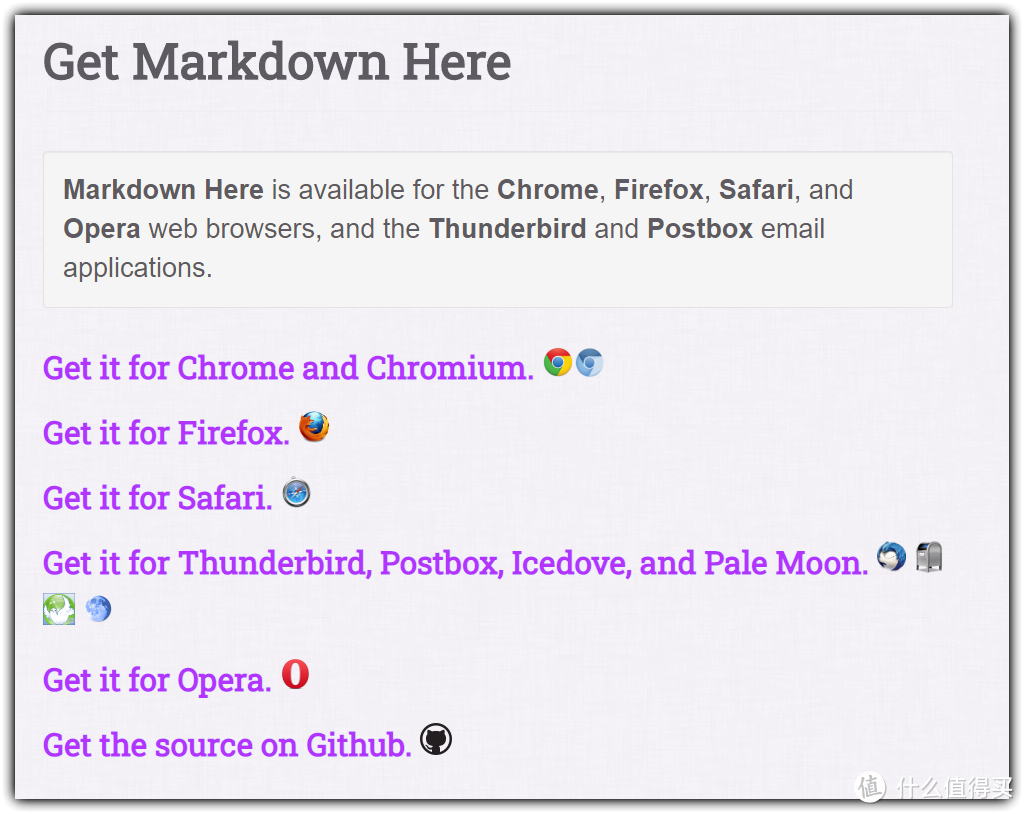 Get Markdown Here
Markdown Here is available for the Chrome, Firefox, Safari, and
Opera web browsers, and the Thunderbird and Postbox email
applications.
Get it for Chrome and Chromium.
Get it for Firefox.
Get it for Safari.
Get it for Thunderbird, Postbox, Icedove, and Pale Moon.
Get it for Opera.
Get the source on Github.
值 什么值得买